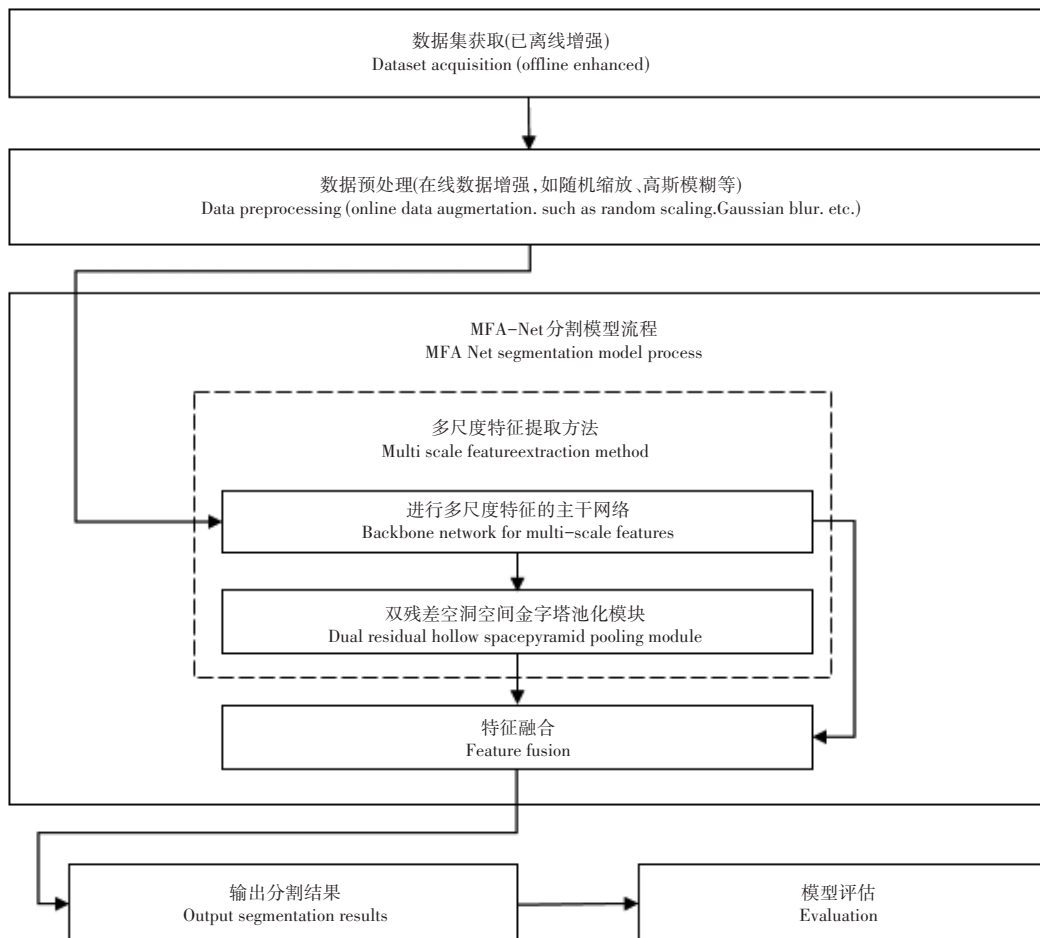 数据集获取(已离线增强)
Dataset acquisition (offline enhanced)
数据预处理(在线数据增强,如随机缩放、高斯模糊等)
Data preprocessing (online data augmertation. such as random scaling.Gaussian blur. etc.)
MFA-Net分割模型流程
MFA Net segmentation model process
多尺度特征提取方法
Multi scale featureextraction method
进行多尺度特征的主干网络
Backbone network for multi-scale features
双残差空洞空间金字塔池化模块
Dual residual hollow spacepyramid pooling module
特征融合
Feature fusion
输出分割结果
Output segmentation results
模型评估
Evaluation